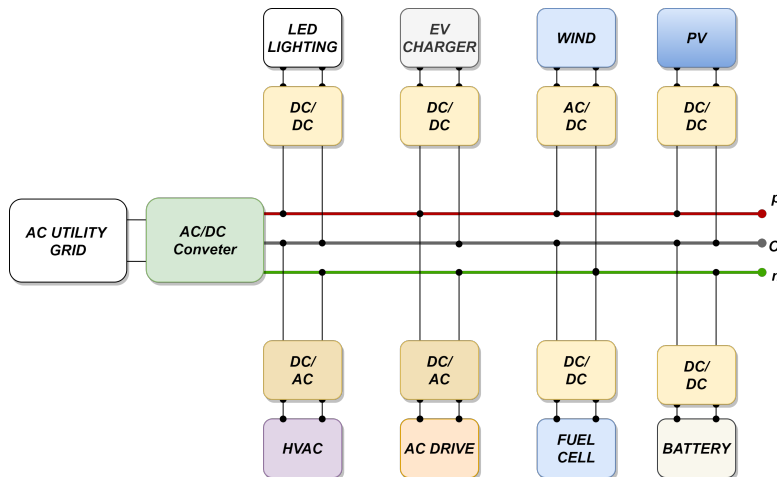 LED
LIGHTING
EV
CHARGER
WIND
PV
DC/
DC
DC/
DC
AC/
DC
DC/
DC
AC UTILITY
GRID
AC/DC
Conveter
p
O
n
DC/
AC
DC/
AC
DC/
DC
DC/
DC
HVAC
AC DRIVE
FUEL
CELL
BATTERY